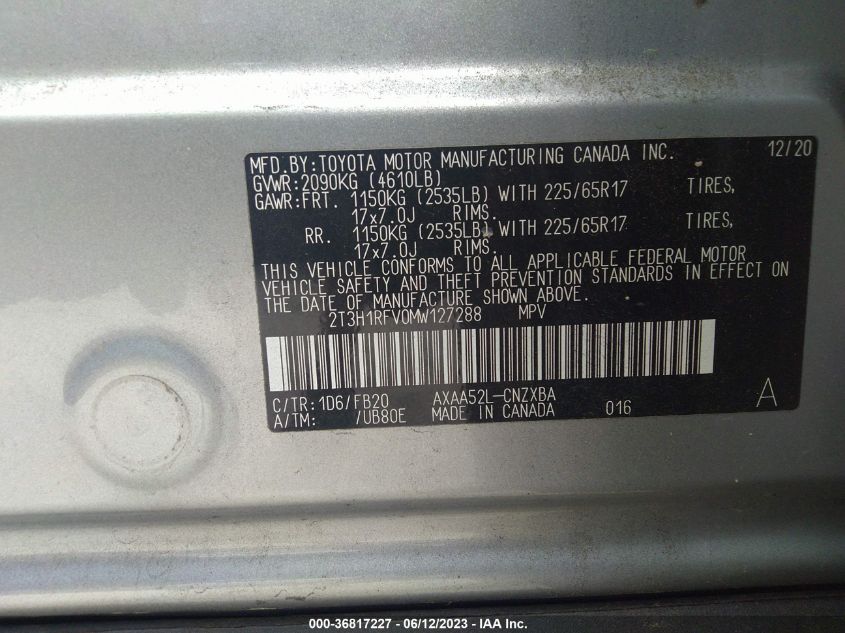 MFD.BY:TOYOTA MOTOR MANUFACTURING CANADA INC. 12/20
GVWR:2090KG (4610LB)
GAWR:FRT. 1150KG (2535LB) WITH 225/65R17 TIRES,
17x7.0J RIMS.
RR. 1150KG (2535LB) WITH 225/65R17 TIRES,
17x7.0J RIMS.
THIS VEHICLE CONFORMS TO ALL APPLICABLE FEDERAL MOTOR
VEHICLE SAFETY AND THEFT PREVENTION STANDARDS IN EFFECT ON
THE DATE OF MANUFACTURE SHOWN ABOVE.
2T3H1RFV0MW127288 MPV
C/TR:1D6/FB20 AXAA52L-CNZXBA
A/TM: /UB80E MADE IN CANADA 016 A
000-36817227 - 06/12/2023 - IAA Inc.